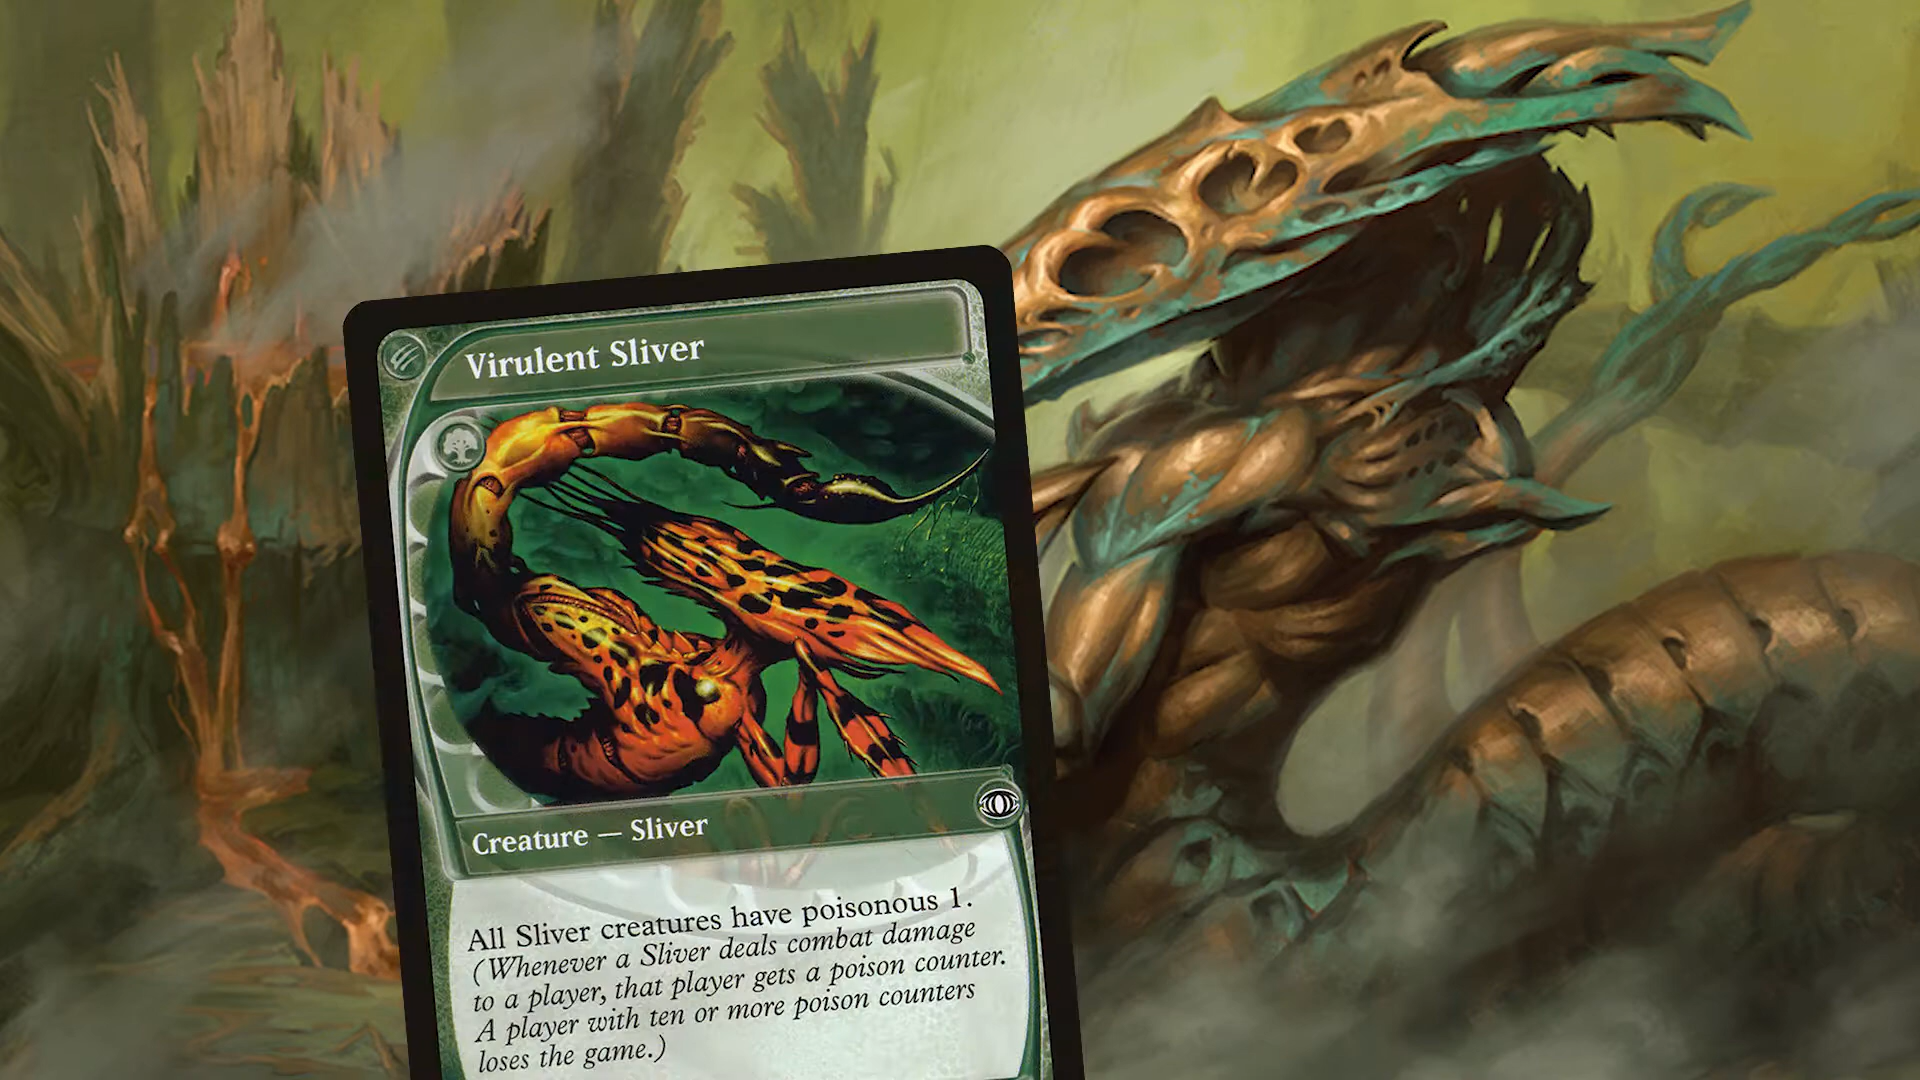 Virulent Sliver
Creature — Sliver
All Sliver creatures have poisonous 1.
(Whenever a Sliver deals combat damage
to a player, that player gets a poison counter.
A player with ten or more poison counters
loses the game.)